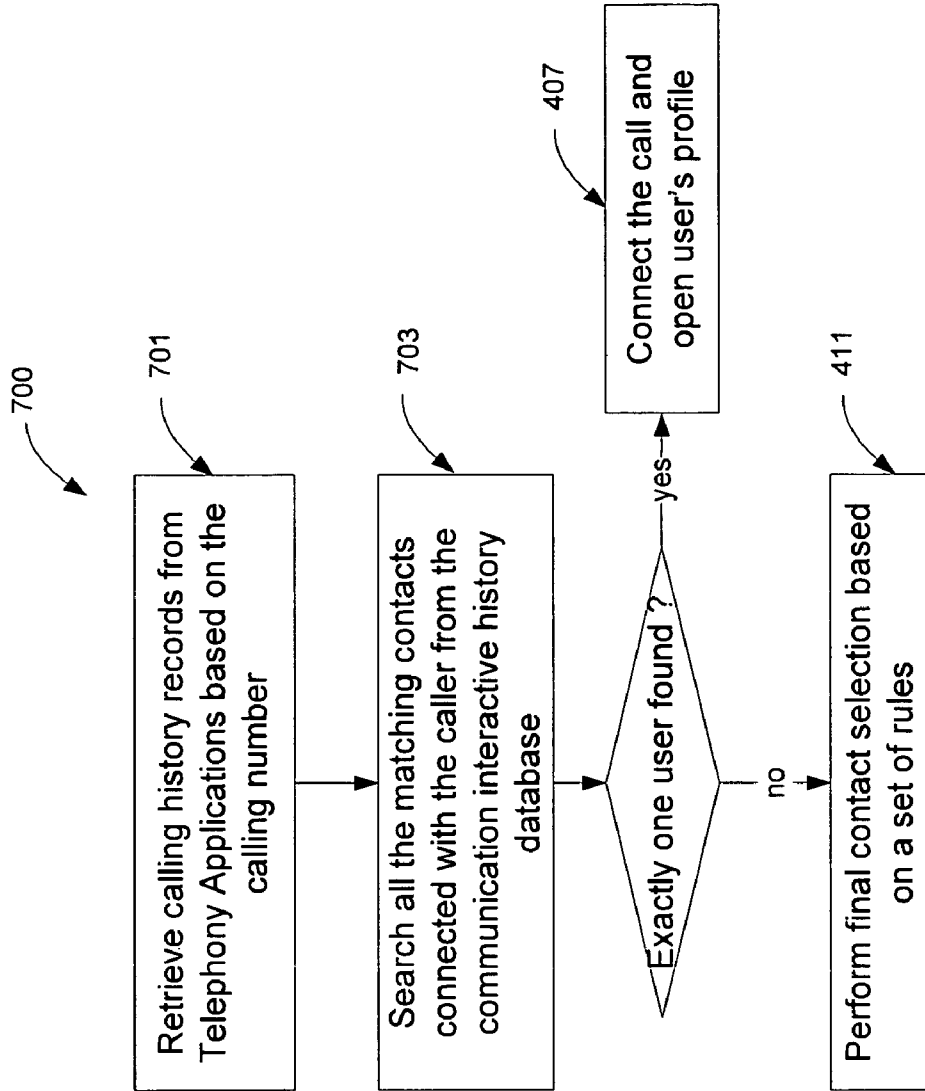 700
701
Retrieve calling history records from
Telephony Applications based on the
calling number
703
Search all the matching contacts
connected with the caller from the
communication interactive history
database
Exactly one user found ?
yes
407
Connect the call and
open user's profile
no
411
Perform final contact selection based
on a set of rules